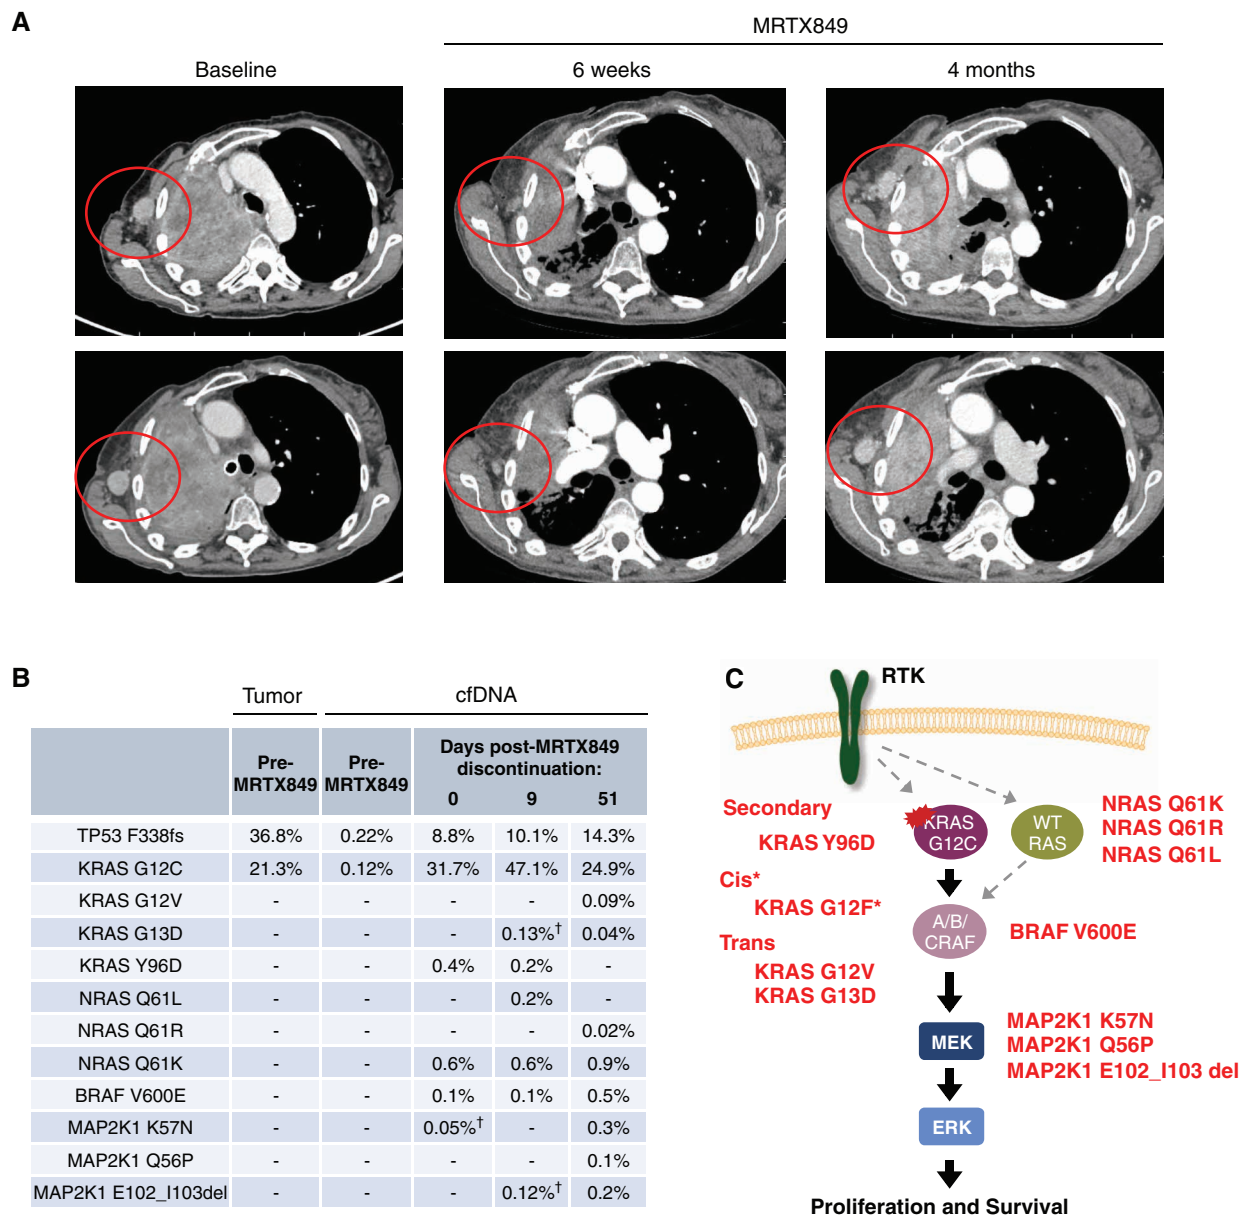 A
MRTX849
Baseline
6 weeks
4 months
B
Tumor
cfDNA
Pre-MRTX849
Pre-MRTX849
Days post-MRTX849
discontinuation:
0 9 51
TP53 F338fs 36.8% 0.22% 8.8% 10.1% 14.3%
KRAS G12C 21.3% 0.12% 31.7% 47.1% 24.9%
KRAS G12V - - - - 0.09%
KRAS G13D - - - 0.13%† 0.04%
KRAS Y96D - - 0.4% 0.2% -
NRAS Q61L - - - 0.2% -
NRAS Q61R - - - - 0.02%
NRAS Q61K - - 0.6% 0.6% 0.9%
BRAF V600E - - 0.1% 0.1% 0.5%
MAP2K1 K57N - - 0.05%† - 0.3%
MAP2K1 Q56P - - - - 0.1%
MAP2K1 E102_I103del - - - 0.12%† 0.2%
C
RTK
Secondary
KRAS Y96D
Cis*
KRAS G12F*
Trans
KRAS G12V
KRAS G13D
KRAS
G12C
WT
RAS
NRAS Q61K
NRAS Q61R
NRAS Q61L
A/B/
CRAF
BRAF V600E
MEK
MAP2K1 K57N
MAP2K1 Q56P
MAP2K1 E102_I103 del
ERK
Proliferation and Survival